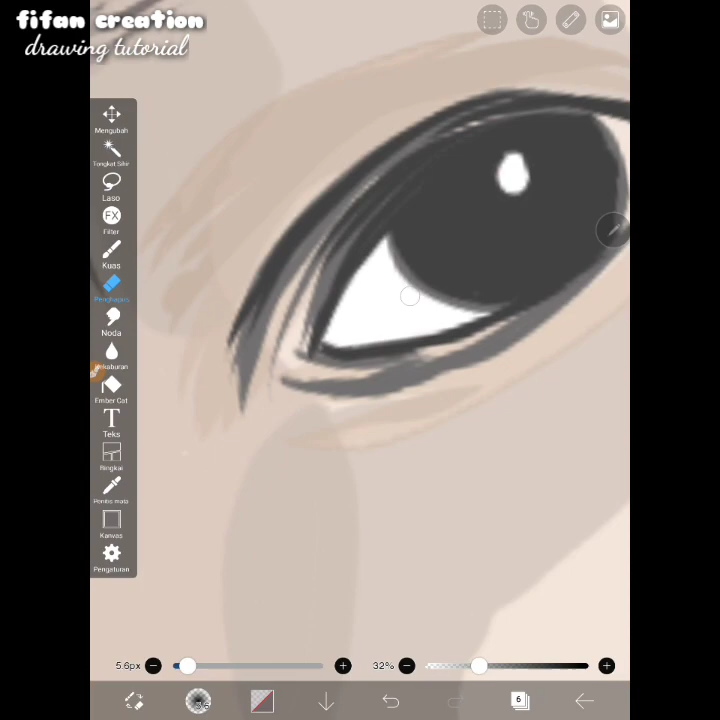 fifan creation
drawing tutorial
Mengubah
Tongkat Sihir
Laso
FX
Filter
Kuas
Penghapus
Noda
Ember Cat
T
Teks
Bingkai
Kanvas
Pengaturan
5.6px
32%
6